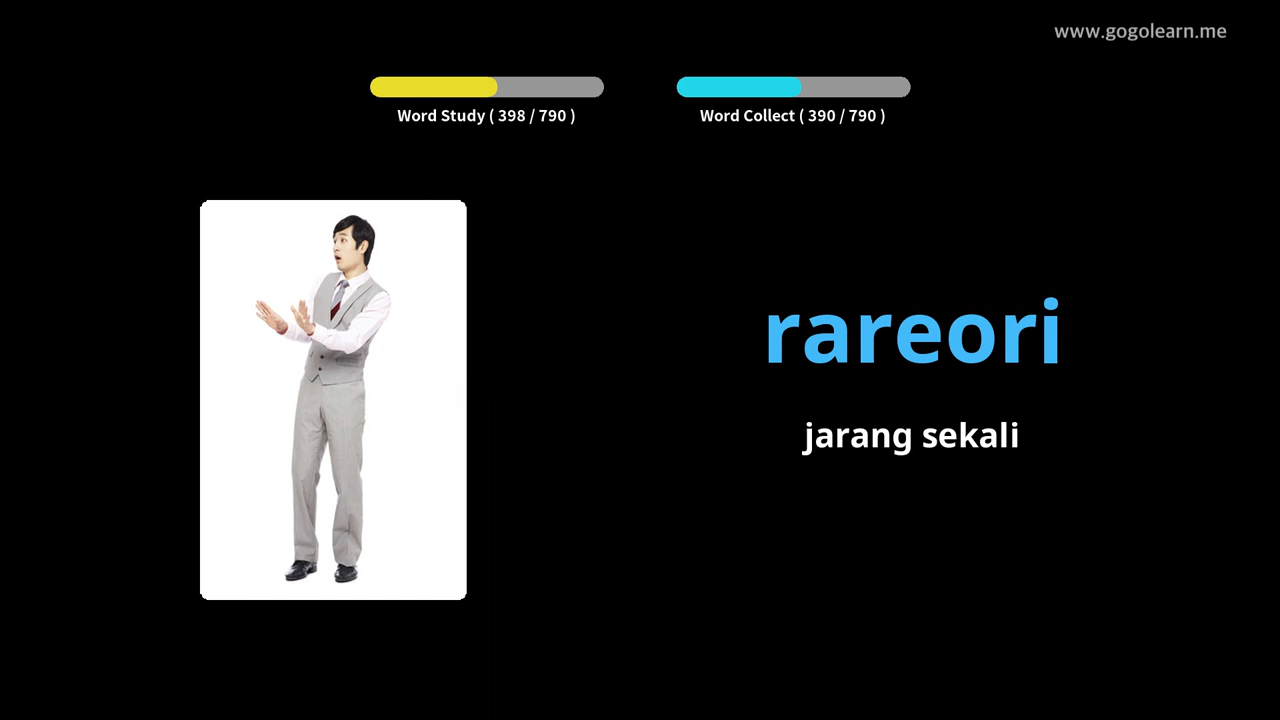 www.gogolearn.me
Word Study ( 398 / 790 )
Word Collect ( 390 / 790 )
rareori
jarang sekali